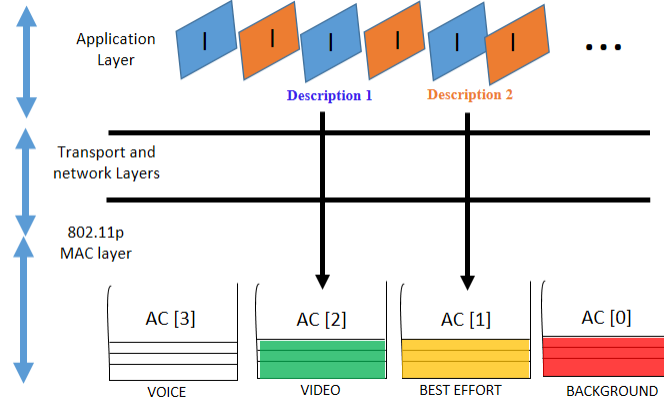 Application
Layer
I I I I I I ...
Description 1
Description 2
Transport and
network Layers
802.11p
MAC layer
AC [3]
AC [2]
AC [1]
AC [0]
VOICE
VIDEO
BEST EFFORT
BACKGROUND